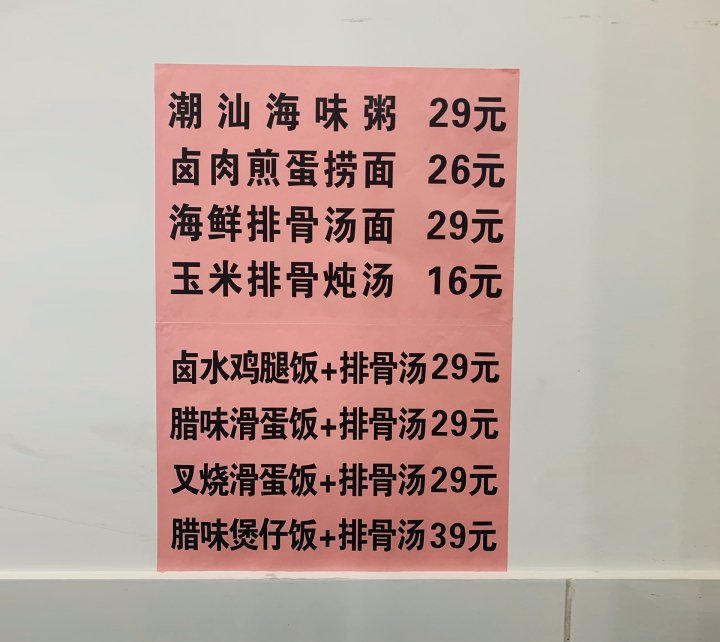 潮汕海味粥 29元
卤肉煎蛋捞面 26元
海鲜排骨汤面 29元
玉米排骨炖汤 16元
卤水鸡腿饭+排骨汤29元
腊味滑蛋饭+排骨汤29元
叉烧滑蛋饭+排骨汤29元
腊味煲仔饭+排骨汤39元